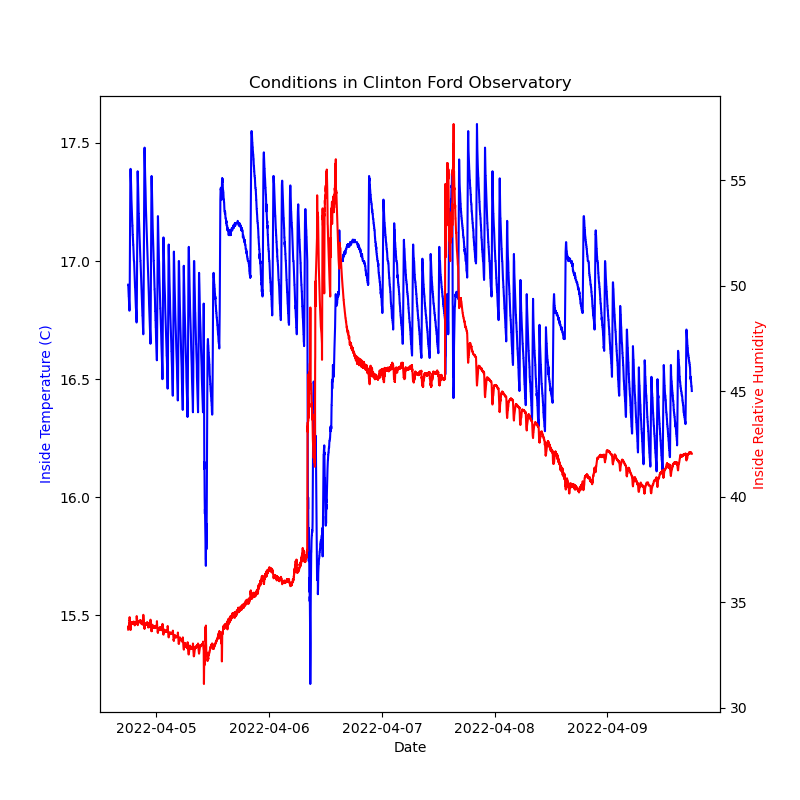 Conditions in Clinton Ford Observatory
17.5
17.0
16.5
16.0
15.5
Inside Temperature (C)
55
50
45
40
35
30
Inside Relative Humidity
2022-04-05 2022-04-06 2022-04-07 2022-04-08 2022-04-09
Date